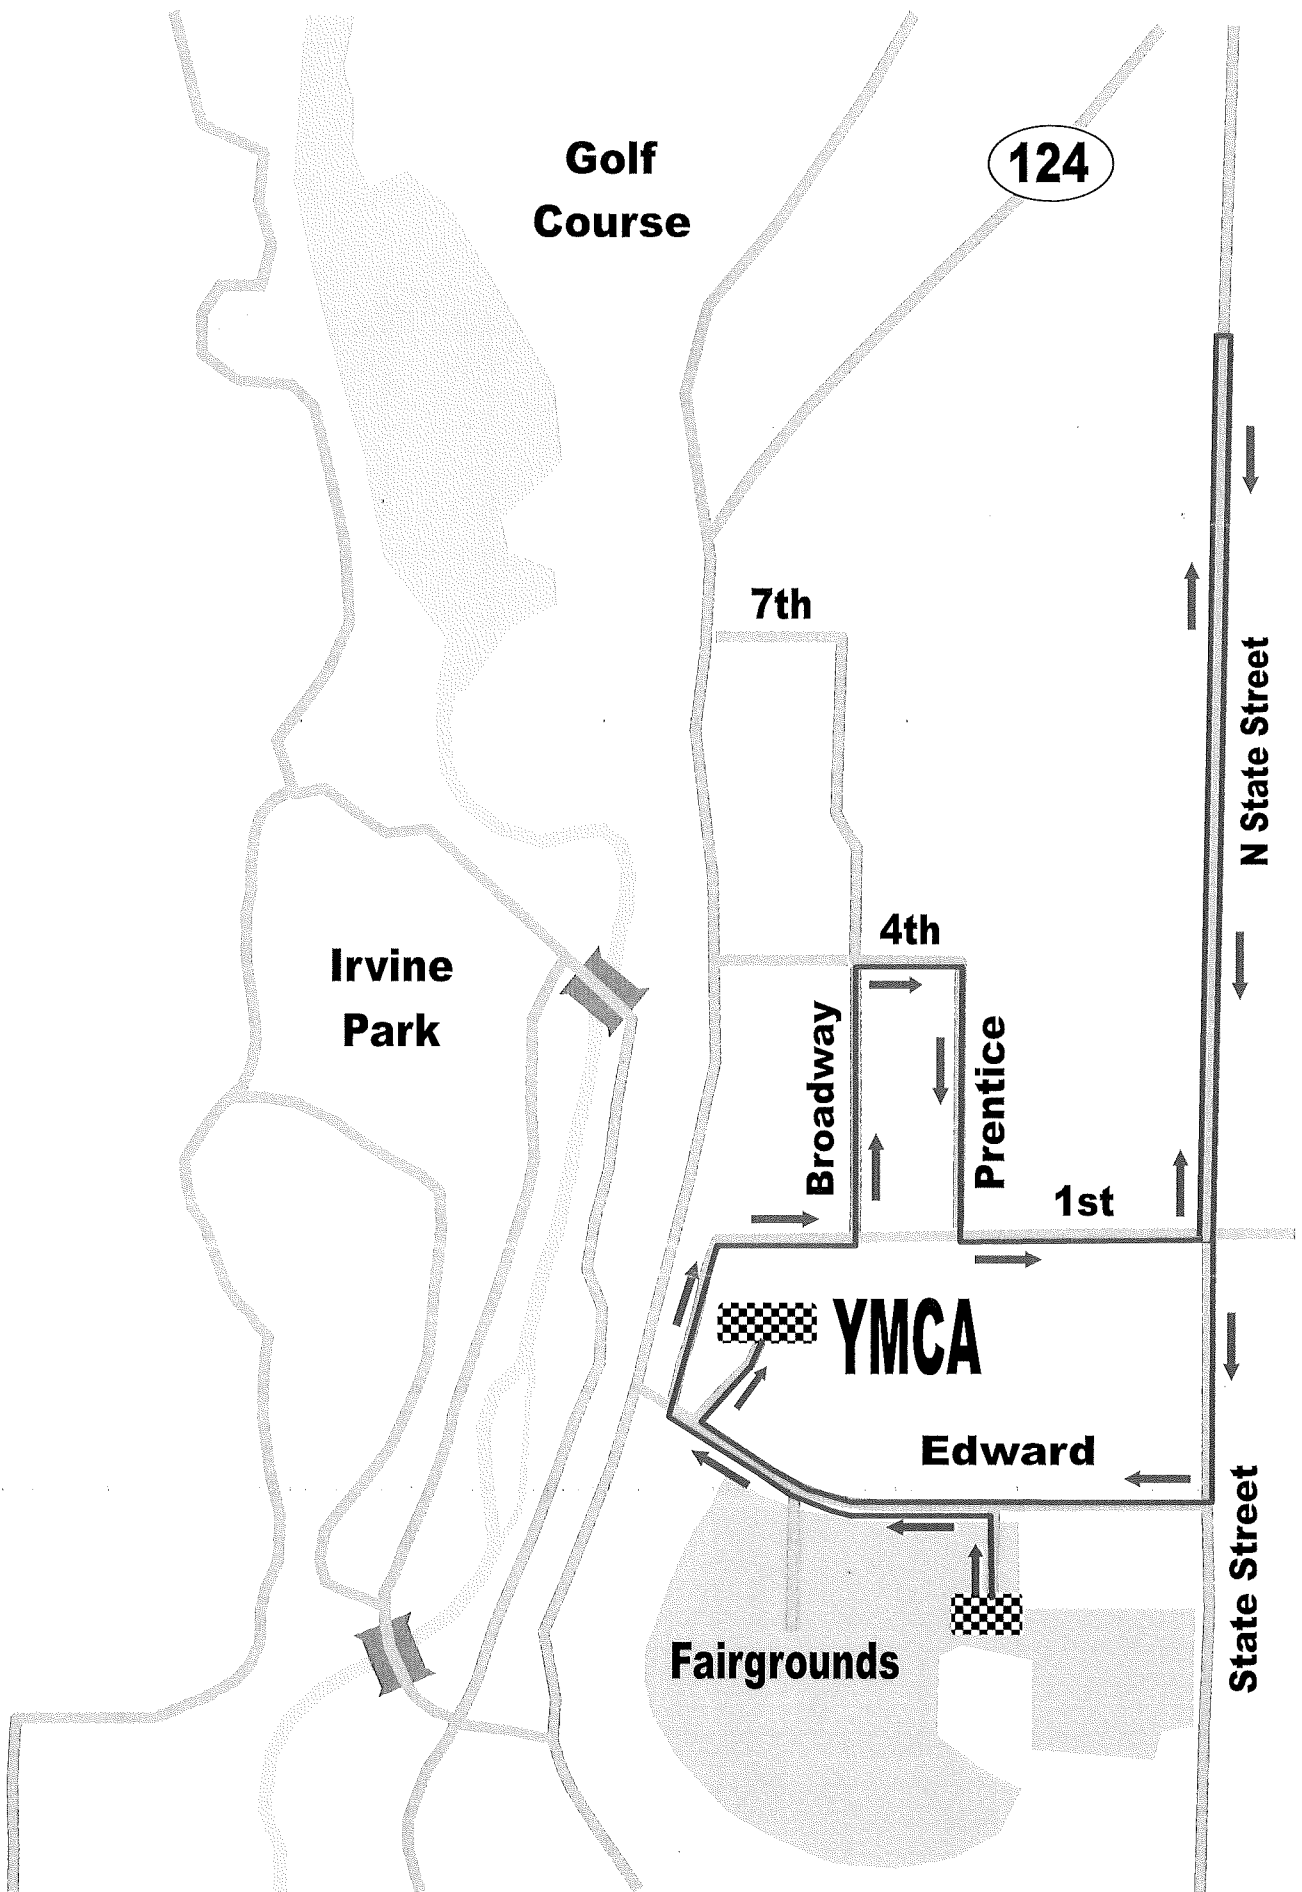 Golf
Course
124
7th
N State Street
4th
Irvine
Park
Broadway
Prentice
1st
YMCA
Edward
State Street
Fairgrounds